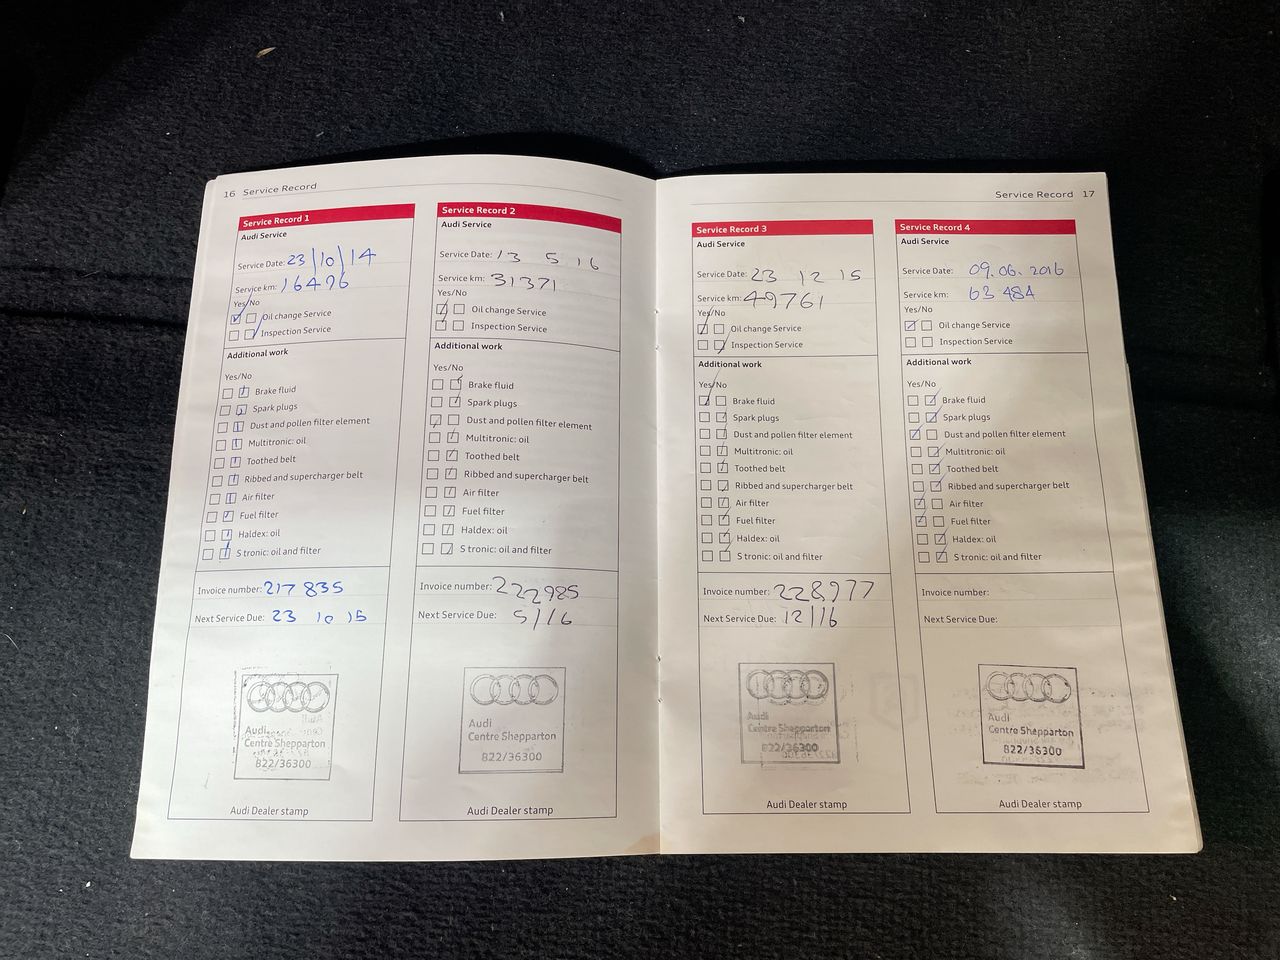 16 Service Record
Service Record 1
Audi Service
Service Date: 23/10/14
Service km: 16496
Yes/No
Oil change Service
Inspection Service
Additional work
Yes/No
Brake fluid
Spark plugs
Dust and pollen filter element
Multitronic: oil
Toothed belt
Ribbed and supercharger belt
Air filter
Fuel filter
Haldex: oil
S tronic: oil and filter
Invoice number: 217835
Next Service Due: 23 10 15
Audi
Centre Shepparton
822/36300
Audi Dealer stamp
Service Record 2
Audi Service
Service Date: 13 5 16
Service km: 31371
Yes/No
Oil change Service
Inspection Service
Additional work
Yes/No
Brake fluid
Spark plugs
Dust and pollen filter element
Multitronic: oil
Toothed belt
Ribbed and supercharger belt
Air filter
Fuel filter
Haldex: oil
S tronic: oil and filter
Invoice number: 222985
Next Service Due: 5/16
Audi
Centre Shepparton
822/36300
Audi Dealer stamp
Service Record 17
Service Record 3
Audi Service
Service Date: 23 12 15
Service km: 49761
Yes/No
Oil change Service
Inspection Service
Additional work
Yes/No
Brake fluid
Spark plugs
Dust and pollen filter element
Multitronic: oil
Toothed belt
Ribbed and supercharger belt
Air filter
Fuel filter
Haldex: oil
S tronic: oil and filter
Invoice number: 228977
Next Service Due: 12/16
Audi
Centre Shepparton
822/36300
Audi Dealer stamp
Service Record 4
Audi Service
Service Date: 09.06.2016
Service km: 63484
Yes/No
Oil change Service
Inspection Service
Additional work
Yes/No
Brake fluid
Spark plugs
Dust and pollen filter element
Multitronic: oil
Toothed belt
Ribbed and supercharger belt
Air filter
Fuel filter
Haldex: oil
S tronic: oil and filter
Invoice number:
Next Service Due:
Audi
Centre Shepparton
822/36300
Audi Dealer stamp